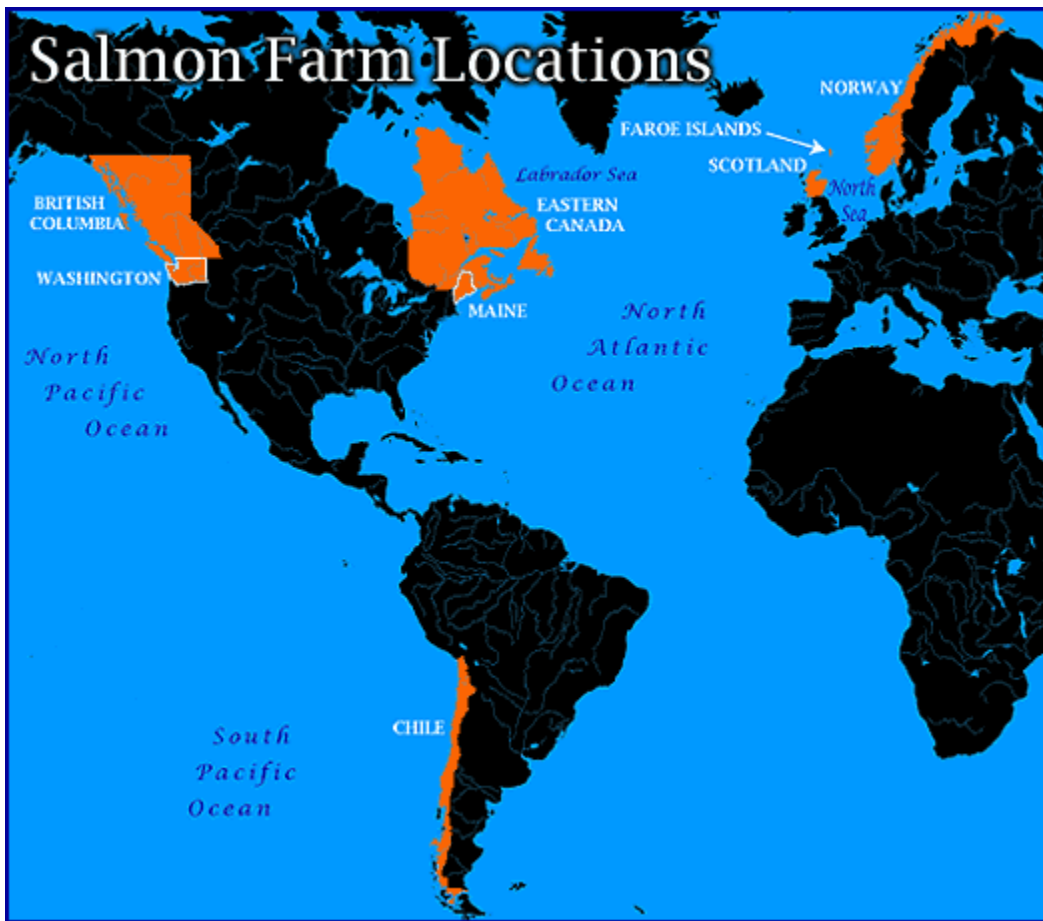 Salmon Farm Locations
NORWAY
FAROE ISLANDS
SCOTLAND
Labrador Sea
North
Sea
BRITISH
COLUMBIA
EASTERN
CANADA
WASHINGTON
MAINE
North
Atlantic
Ocean
North
Pacific
Ocean
CHILE
South
Pacific
Ocean